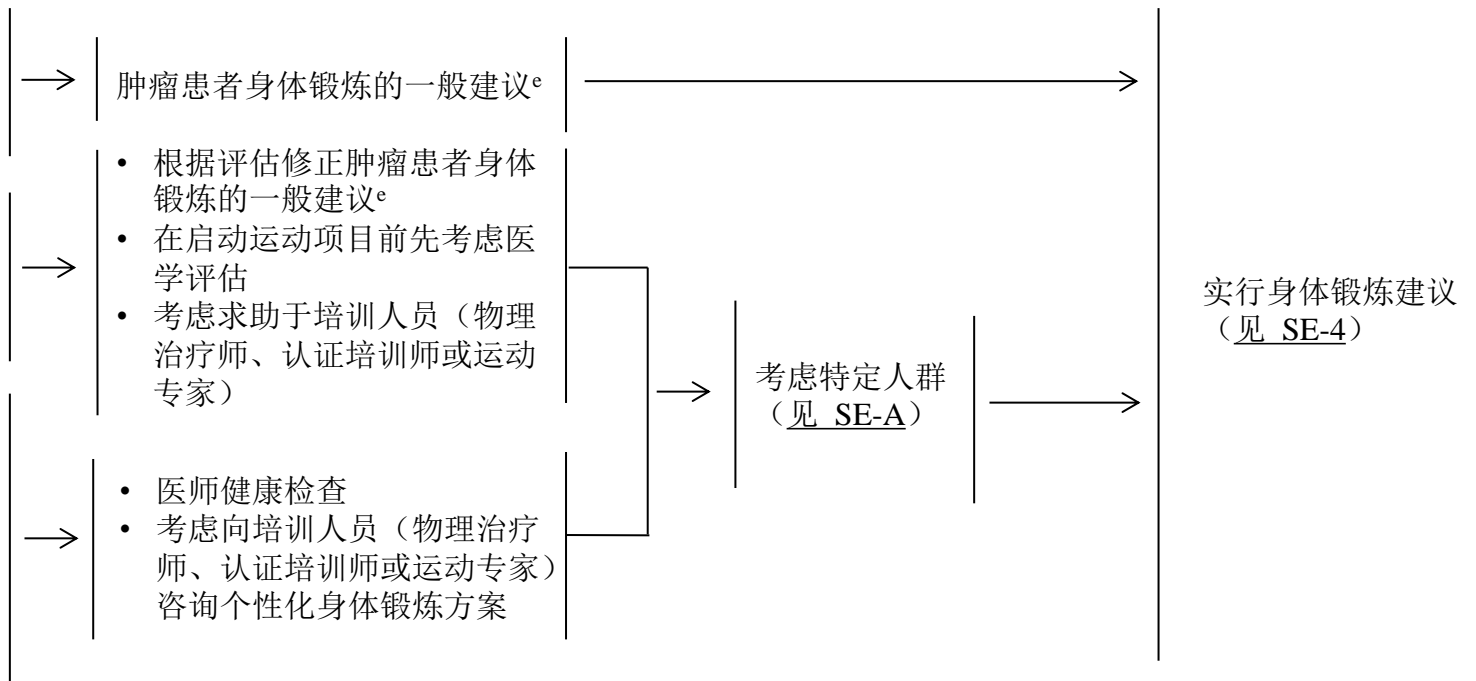 肿瘤患者身体锻炼的一般建议e
• 根据评估修正肿瘤患者身体
锻炼的一般建议e
• 在启动运动项目前先考虑医
学评估
• 考虑求助于培训人员（物理
治疗师、认证培训师或运动
专家）
• 医师健康检查
• 考虑向培训人员（物理治疗
师、认证培训师或运动专家）
咨询个性化身体锻炼方案
考虑特定人群
（见 SE-A）
实行身体锻炼建议
（见 SE-4）